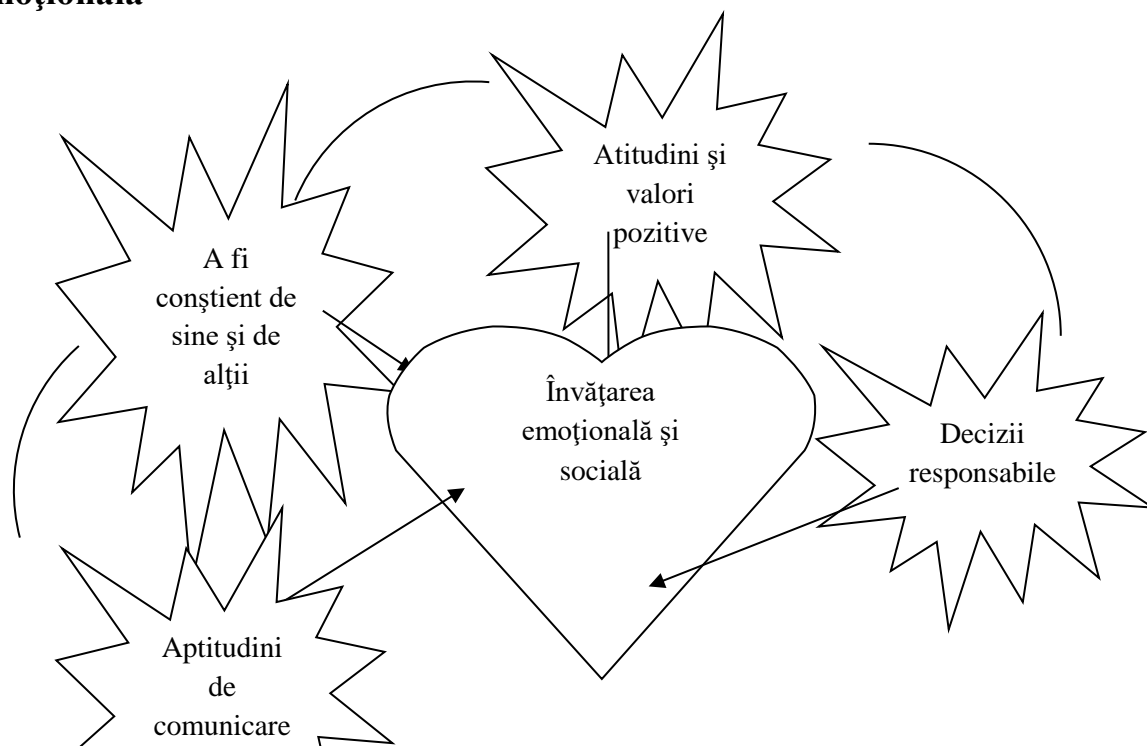 Atitudini şi
valori
pozitive
A fi
conştient de
sine şi de
alţii
Învăţarea
emoţională şi
socială
Decizii
responsabile
Aptitudini
de
comunicare